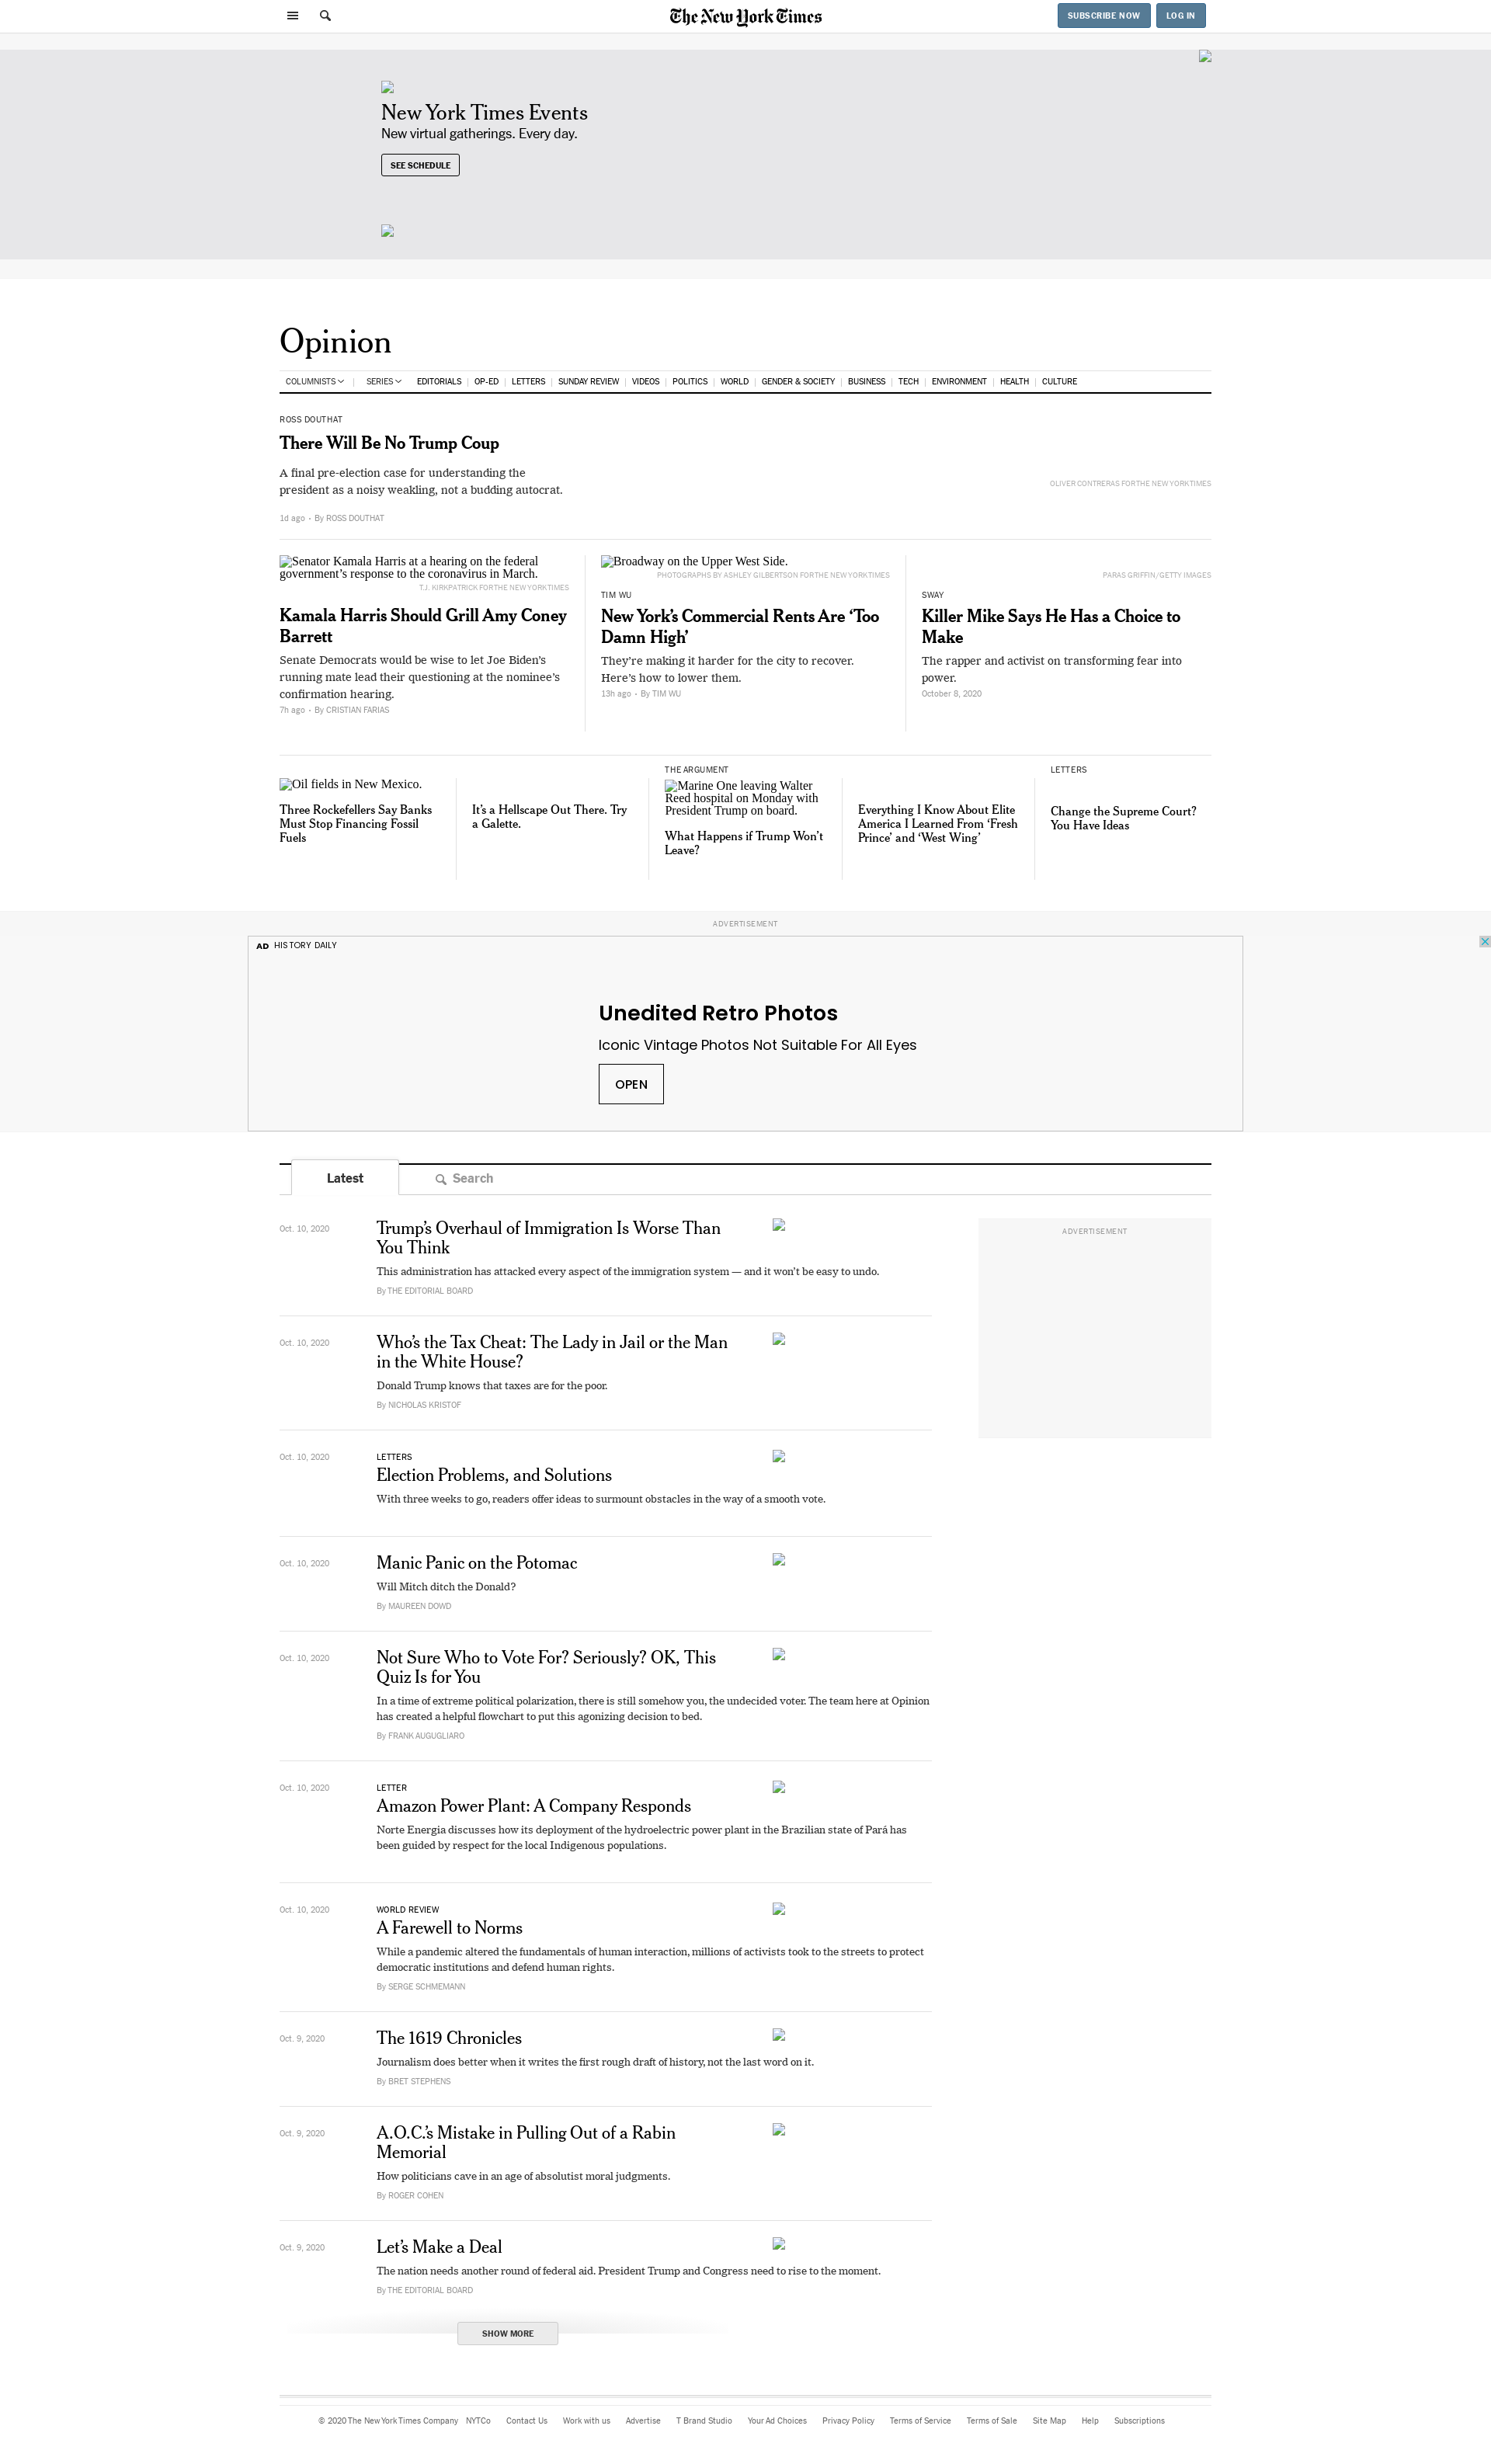 The New York Times
SUBSCRIBE NOW
LOG IN
New York Times Events
New virtual gatherings. Every day.
SEE SCHEDULE
Opinion
COLUMNISTS
SERIES
EDITORIALS
OP-ED
LETTERS
SUNDAY REVIEW
VIDEOS
POLITICS
WORLD
GENDER & SOCIETY
BUSINESS
TECH
ENVIRONMENT
HEALTH
CULTURE
ROSS DOUTHAT
There Will Be No Trump Coup
A final pre-election case for understanding the
president as a noisy weakling, not a budding autocrat.
1d ago • By ROSS DOUTHAT
OLIVER CONTRERAS FOR THE NEW YORK TIMES
Senator Kamala Harris at a hearing on the federal
government’s response to the coronavirus in March.
T.J. KIRKPATRICK FOR THE NEW YORK TIMES
Kamala Harris Should Grill Amy Coney
Barrett
Senate Democrats would be wise to let Joe Biden’s
running mate lead their questioning at the nominee’s
confirmation hearing.
7h ago • By CRISTIAN FARIAS
Broadway on the Upper West Side.
PHOTOGRAPHS BY ASHLEY GILBERTSON FOR THE NEW YORK TIMES
TIM WU
New York’s Commercial Rents Are ‘Too
Damn High’
They’re making it harder for the city to recover.
Here’s how to lower them.
13h ago • By TIM WU
PARAS GRIFFIN/GETTY IMAGES
SWAY
Killer Mike Says He Has a Choice to
Make
The rapper and activist on transforming fear into
power.
October 8, 2020
Oil fields in New Mexico.
Three Rockefellers Say Banks
Must Stop Financing Fossil
Fuels
It’s a Hellscape Out There. Try
a Galette.
THE ARGUMENT
Marine One leaving Walter
Reed hospital on Monday with
President Trump on board.
What Happens if Trump Won’t
Leave?
Everything I Know About Elite
America I Learned From ‘Fresh
Prince’ and ‘West Wing’
LETTERS
Change the Supreme Court?
You Have Ideas
ADVERTISEMENT
AD HISTORY DAILY
Unedited Retro Photos
Iconic Vintage Photos Not Suitable For All Eyes
OPEN
Latest
Search
Oct. 10, 2020
Trump’s Overhaul of Immigration Is Worse Than
You Think
This administration has attacked every aspect of the immigration system — and it won’t be easy to undo.
By THE EDITORIAL BOARD
ADVERTISEMENT
Oct. 10, 2020
Who’s the Tax Cheat: The Lady in Jail or the Man
in the White House?
Donald Trump knows that taxes are for the poor.
By NICHOLAS KRISTOF
Oct. 10, 2020
LETTERS
Election Problems, and Solutions
With three weeks to go, readers offer ideas to surmount obstacles in the way of a smooth vote.
Oct. 10, 2020
Manic Panic on the Potomac
Will Mitch ditch the Donald?
By MAUREEN DOWD
Oct. 10, 2020
Not Sure Who to Vote For? Seriously? OK, This
Quiz Is for You
In a time of extreme political polarization, there is still somehow you, the undecided voter. The team here at Opinion
has created a helpful flowchart to put this agonizing decision to bed.
By FRANK AUGUGLIARO
Oct. 10, 2020
LETTER
Amazon Power Plant: A Company Responds
Norte Energia discusses how its deployment of the hydroelectric power plant in the Brazilian state of Pará has
been guided by respect for the local Indigenous populations.
Oct. 10, 2020
WORLD REVIEW
A Farewell to Norms
While a pandemic altered the fundamentals of human interaction, millions of activists took to the streets to protect
democratic institutions and defend human rights.
By SERGE SCHMEMANN
Oct. 9, 2020
The 1619 Chronicles
Journalism does better when it writes the first rough draft of history, not the last word on it.
By BRET STEPHENS
Oct. 9, 2020
A.O.C.’s Mistake in Pulling Out of a Rabin
Memorial
How politicians cave in an age of absolutist moral judgments.
By ROGER COHEN
Oct. 9, 2020
Let’s Make a Deal
The nation needs another round of federal aid. President Trump and Congress need to rise to the moment.
By THE EDITORIAL BOARD
SHOW MORE
© 2020 The New York Times Company
NYTCo
Contact Us
Work with us
Advertise
T Brand Studio
Your Ad Choices
Privacy Policy
Terms of Service
Terms of Sale
Site Map
Help
Subscriptions